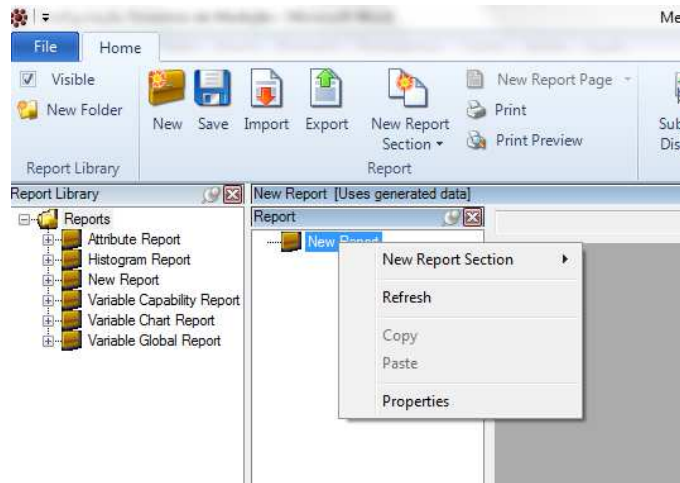 Me
File Home
Visible
New Folder
New Save Import Export New Report Section
New Report Page
Print
Print Preview
Sub
Dis
Report Library Report
Report Library
New Report [Uses generated data]
Reports
Attribute Report
Histogram Report
New Report
Variable Capability Report
Variable Chart Report
Variable Global Report
Report
New Report
New Report Section
Refresh
Copy
Paste
Properties